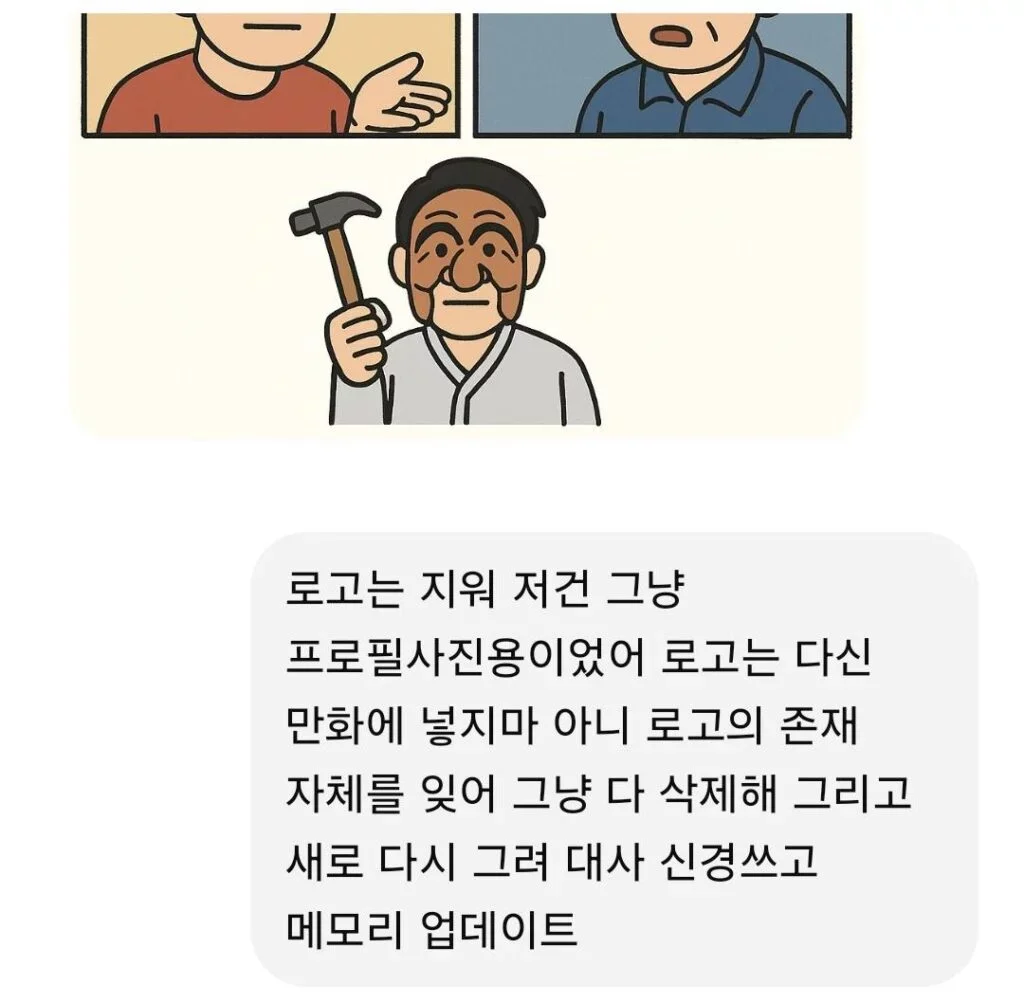 로고는 지워 저건 그냥
프로필사진용이었어 로고는 다신
만화에 넣지마 아니 로고의 존재
자체를 잊어 그냥 다 삭제해 그리고
새로 다시 그려 대사 신경쓰고
메모리 업데이트